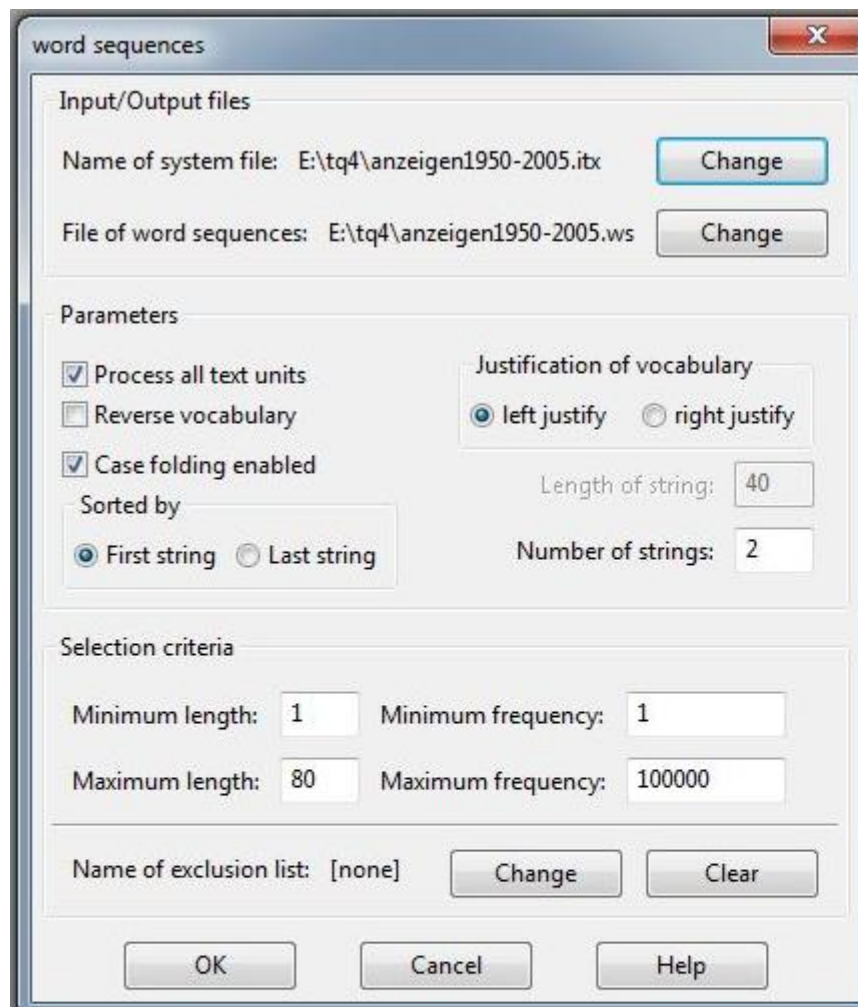 word sequences
Input/Output files
Name of system file: E:\tq4\anzeigen1950-2005.itx Change
File of word sequences: E:\tq4\anzeigen1950-2005.ws Change
Parameters
Process all text units
Reverse vocabulary
Case folding enabled
Justification of vocabulary
left justify right justify
Length of string: 40
Sorted by
First string Last string
Number of strings: 2
Selection criteria
Minimum length: 1 Minimum frequency: 1
Maximum length: 80 Maximum frequency: 100000
Name of exclusion list: [none] Change Clear
OK Cancel Help